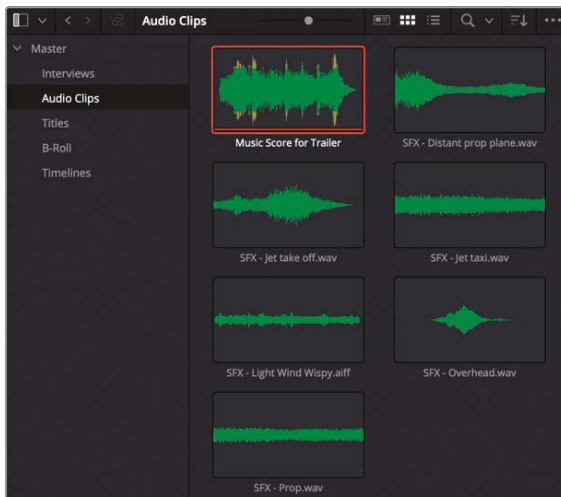 Audio Clips
Master
Interviews
Audio Clips
Titles
B-Roll
Timelines
Music Score for Trailer
SFX - Distant prop plane.wav
SFX - Jet take off.wav
SFX - Jet taxi.wav
SFX - Light Wind Wispy.aiff
SFX - Overhead.wav
SFX - Prop.wav